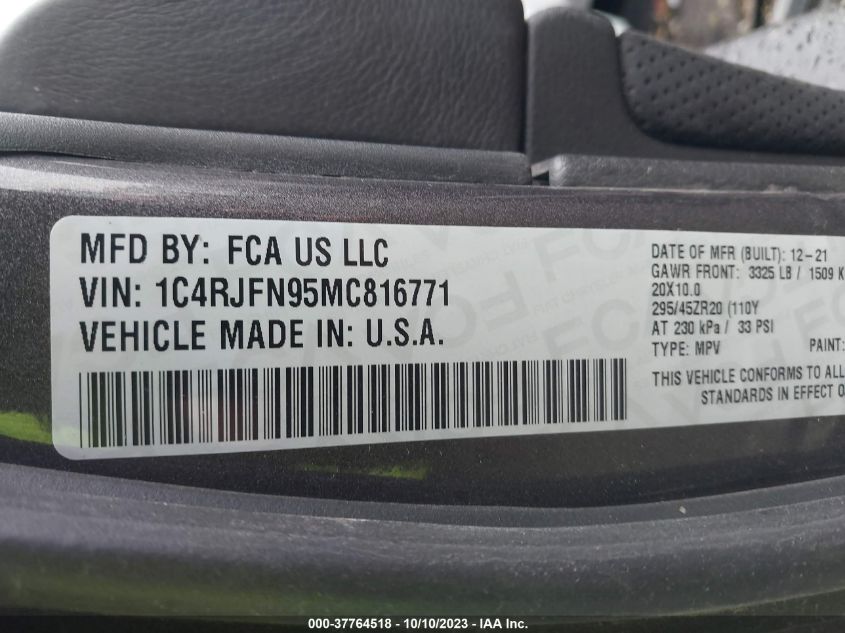 MFD BY: FCA US LLC
VIN: 1C4RJFN95MC816771
VEHICLE MADE IN: U.S.A.
DATE OF MFR (BUILT): 12-21
GAWR FRONT: 3325 LB / 1509 K
20X10.0
295/45ZR20 (110Y
AT 230 kPa / 33 PSI
TYPE: MPV PAINT:
THIS VEHICLE CONFORMS TO ALL
STANDARDS IN EFFECT O
000-37764518 - 10/10/2023 - Copart, Inc.